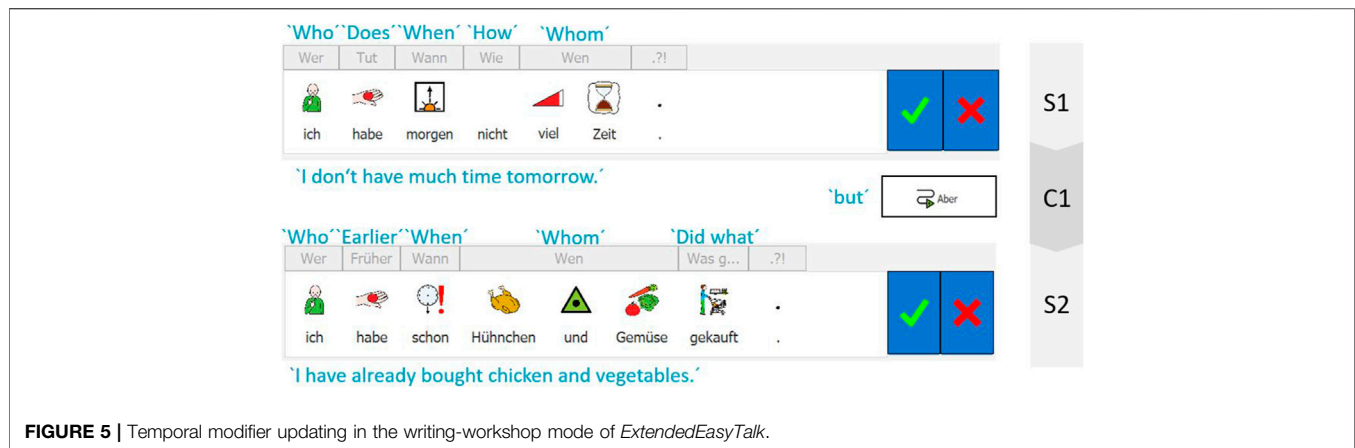 `Who´ `Does´ `When´ `How´ `Whom´
Wer Tut Wann Wie Wen .?!
ich habe morgen nicht viel Zeit .
S1
`I don't have much time tomorrow.´
`but´ Aber C1
`Who´ `Earlier´ `When´ `Whom´ `Did what´
Wer Früher Wann Wen Was g... .?!
ich habe schon Hühnchen und Gemüse gekauft .
S2
`I have already bought chicken and vegetables.´
FIGURE 5 | Temporal modifier updating in the writing-workshop mode of ExtendedEasyTalk.